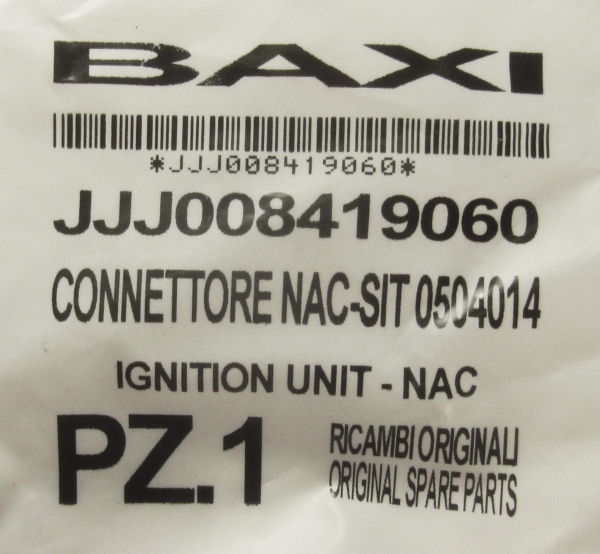 BAXI
*JJJ008419060*
JJJ008419060
CONNETTORE NAC-SIT 0504014
IGNITION UNIT - NAC
PZ.1
RICAMBI ORIGINALI
ORIGINAL SPARE PARTS